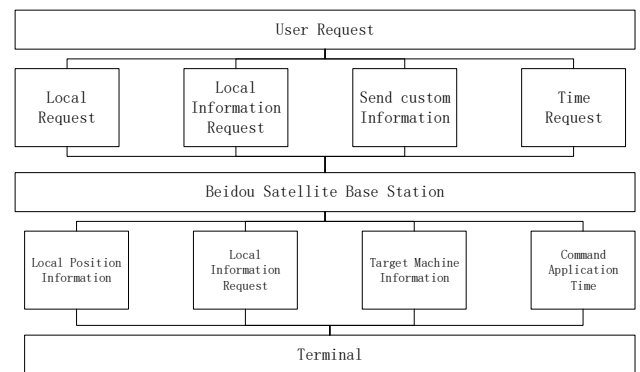 User Request
Local
Request
Local
Information
Request
Send custom
Information
Time
Request
Beidou Satellite Base Station
Local Position
Information
Local
Information
Request
Target Machine
Information
Command
Application
Time
Terminal